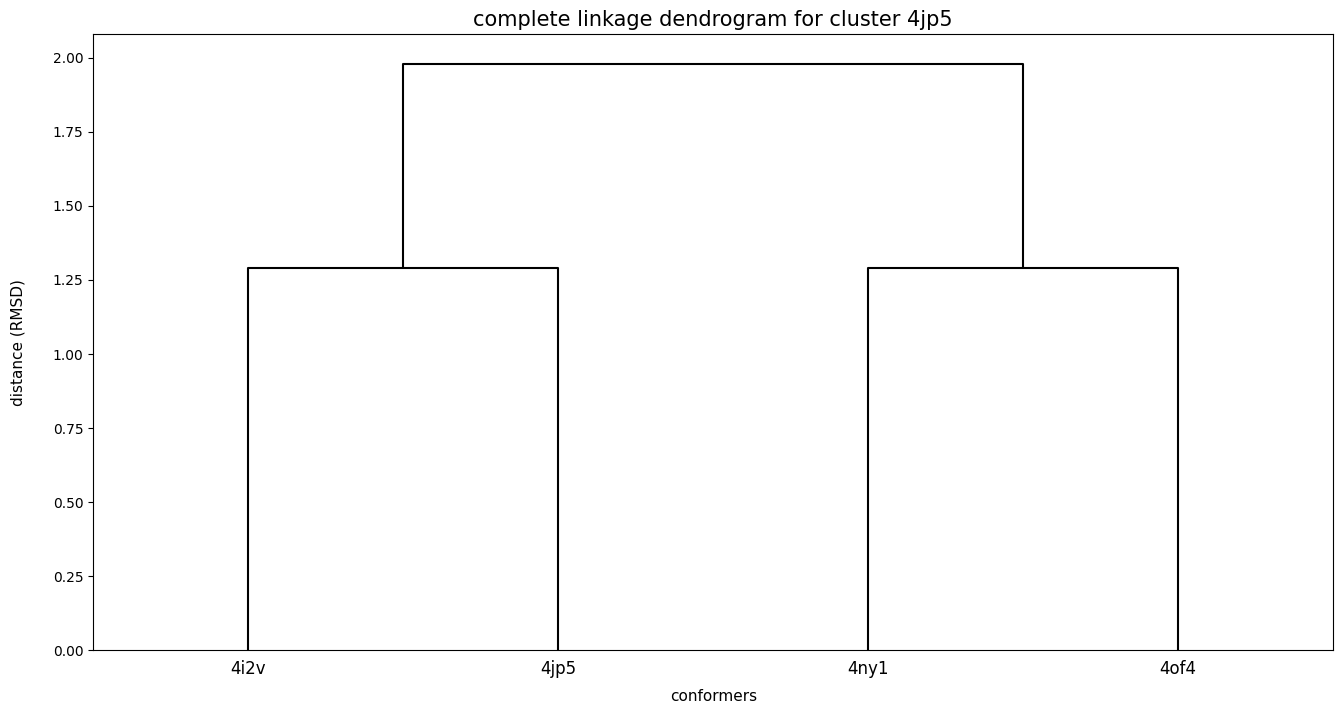 complete linkage dendrogram for cluster 4jp5
2.00
1.75
1.50
1.25
1.00
0.75
0.50
0.25
0.00
distance (RMSD)
4i2v 4jp5 4ny1 4of4
conformers